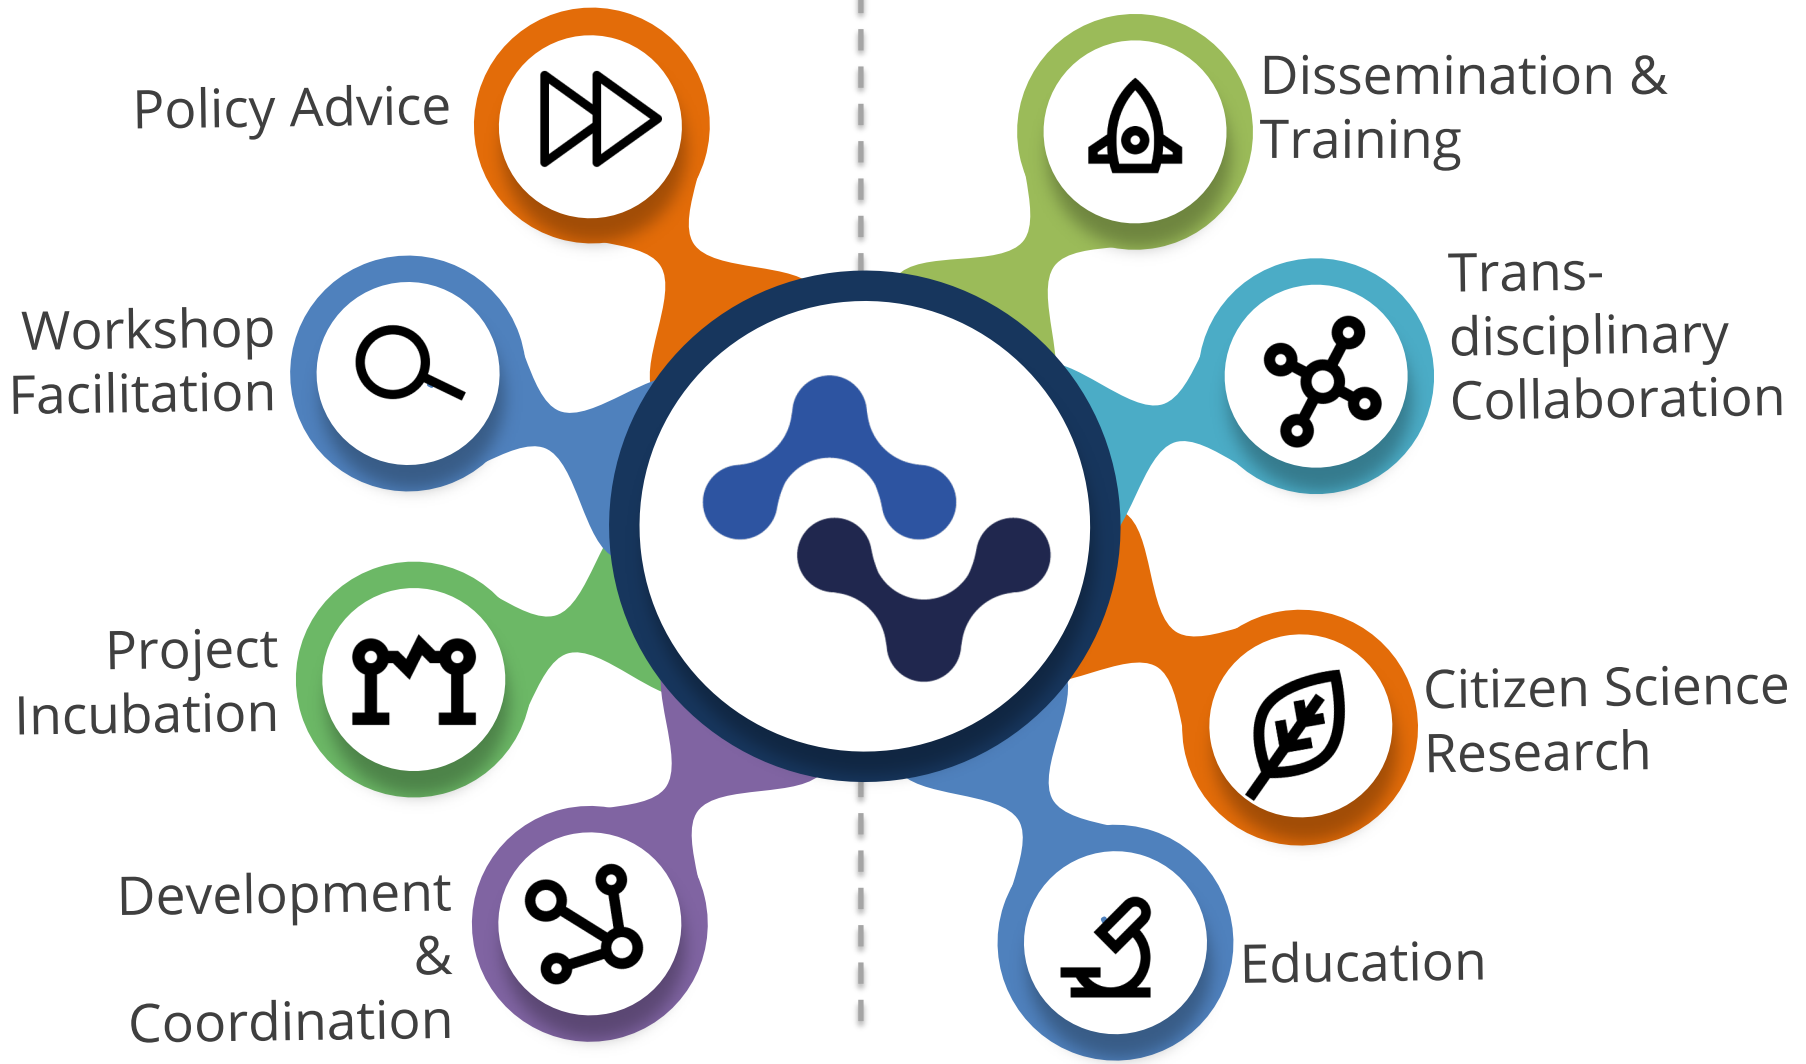 Policy Advice
Workshop
Facilitation
Project
Incubation
Development
&
Coordination
Dissemination &
Training
Trans-
disciplinary
Collaboration
Citizen Science
Research
Education